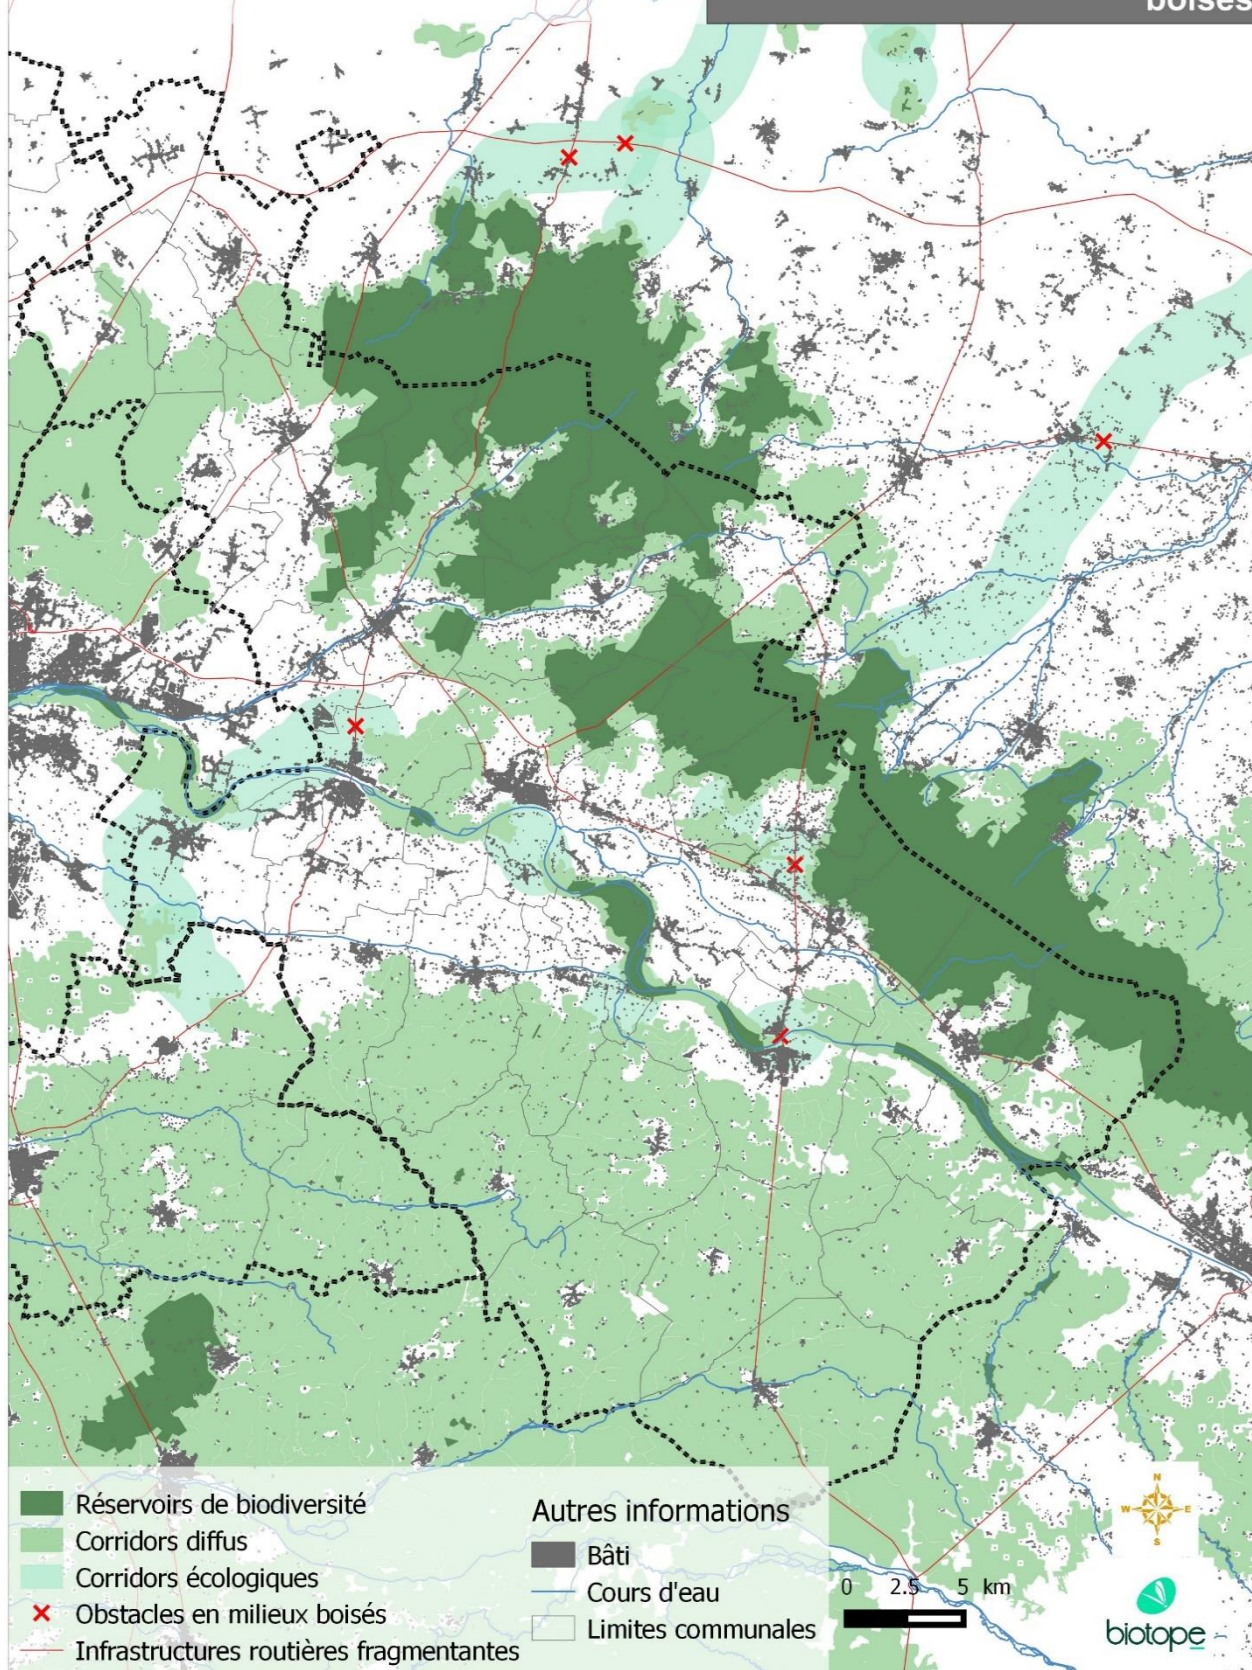 boisés
Réservoirs de biodiversité
Corridors diffus
Corridors écologiques
Obstacles en milieux boisés
Infrastructures routières fragmentantes
Autres informations
Bâti
Cours d'eau
Limites communales
0 2.5 5 km
N
W E
S
biotope